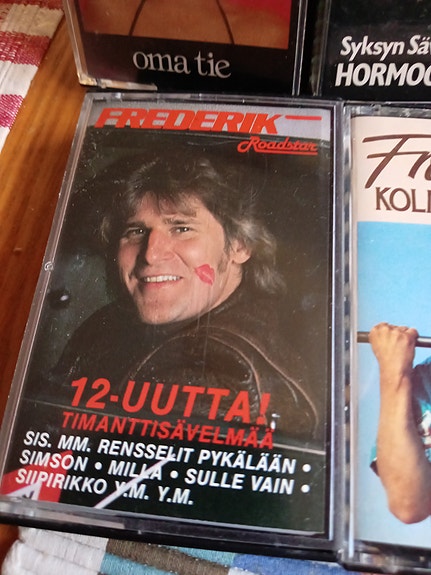 oma tie
Syksyn Sä
HORMO
FREDERIK
Roadstar
12-UUTTA!
TIMANTTISÄVELMÄÄ
SIS. MM. RENSSELIT PYKÄLÄÄN •
SIMSON • MILLA • SULLE VAIN •
SIIPIRIKKO Y.M. Y.M.
KOLI